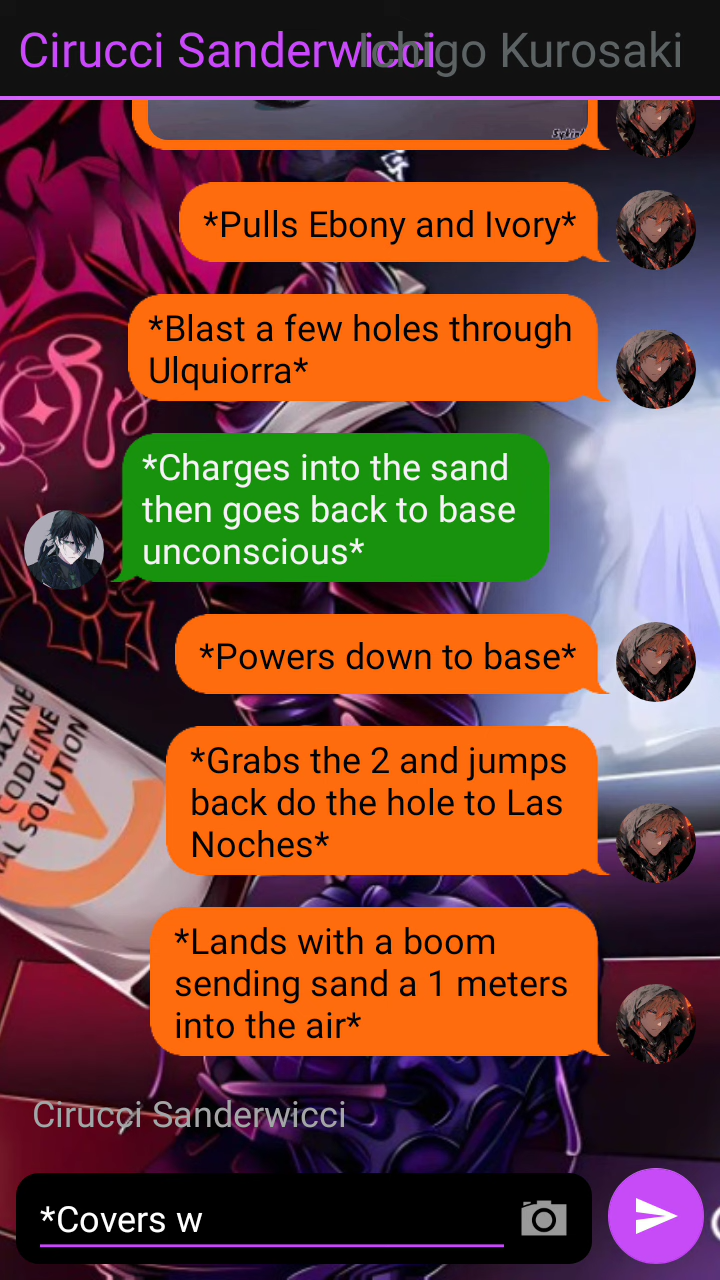 Cirucci Sanderwicci
Ichigo Kurosaki
*Pulls Ebony and Ivory*
*Blast a few holes through
Ulquiorra*
*Charges into the sand
then goes back to base
unconscious*
*Powers down to base*
*Grabs the 2 and jumps
back do the hole to Las
Noches*
*Lands with a boom
sending sand a 1 meters
into the air*
AZINE
CODEINE
AL SOLUTION
Cirucci Sanderwicci
*Covers w